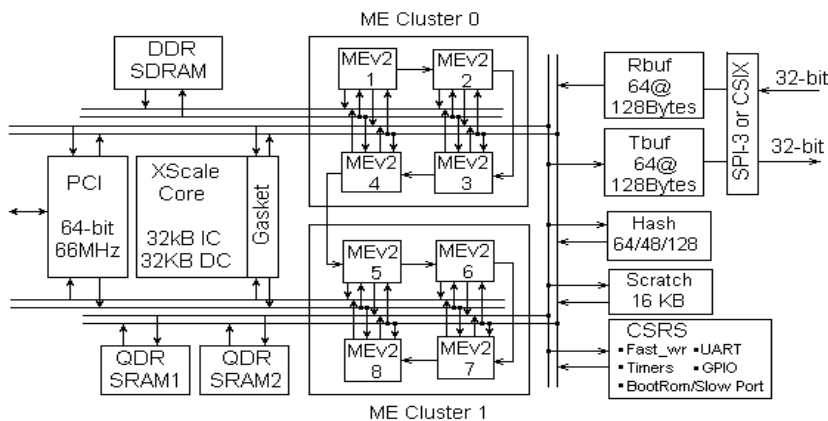 ME Cluster 0
DDR
SDRAM
MEv2
1
MEv2
2
Rbuf
64@
128Bytes
32-bit
SPI-3 or CSIX
Tbuf
64@
128Bytes
32-bit
PCI
64-bit
66MHz
XScale
Core
32kB IC
32KB DC
Gasket
MEv2
4
MEv2
3
Hash
64/48/128
MEv2
5
MEv2
6
Scratch
16 KB
QDR
SRAM1
QDR
SRAM2
MEv2
8
MEv2
7
CSRS
▪ Fast_wr ▪ UART
▪ Timers ▪ GPIO
▪ BootRom/Slow Port
ME Cluster 1